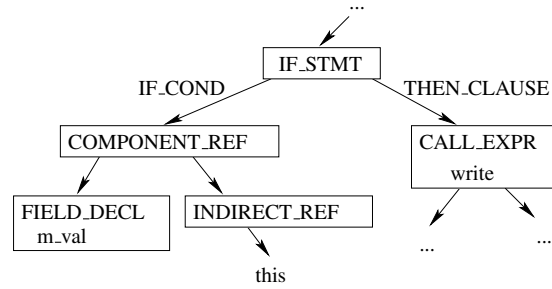 ...
IF_STMT
IF_COND
THEN_CLAUSE
COMPONENT_REF
CALL_EXPR
write
FIELD_DECL
m_val
INDIRECT_REF
...
...
this